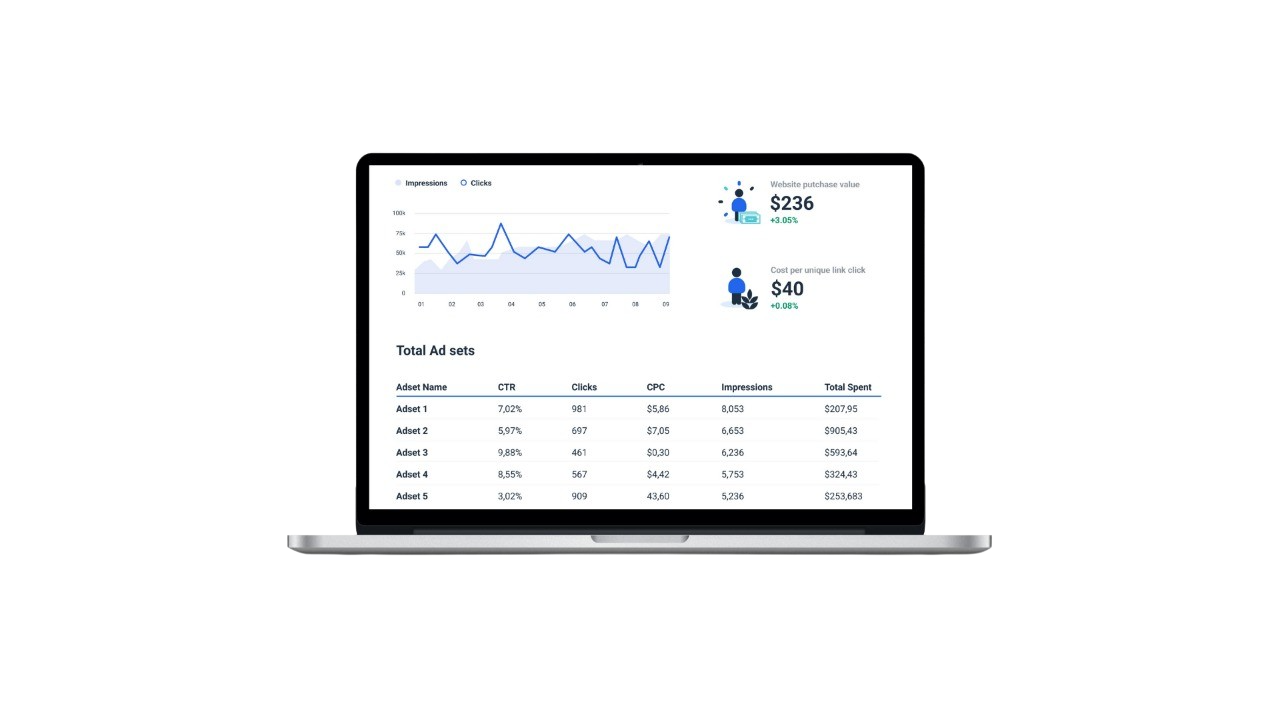 Impressions Clicks
100k
75k
50k
25k
0
01 02 03 04 05 06 07 08 09
Website putchase value
$236
+3.05%
Cost per unique link click
$40
+0.08%
Total Ad sets
Adset Name CTR Clicks CPC Impressions Total Spent
Adset 1 7,02% 981 $5,86 8,053 $207,95
Adset 2 5,97% 697 $7,05 6,653 $905,43
Adset 3 9,88% 461 $0,30 6,236 $593,64
Adset 4 8,55% 567 $4,42 5,753 $324,43
Adset 5 3,02% 909 43,60 5,236 $253,683